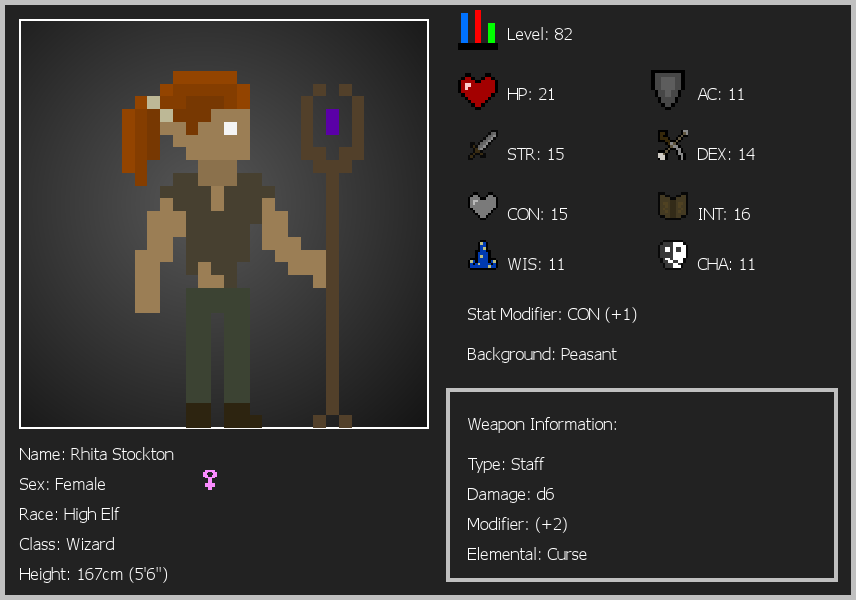 Level: 82
HP: 21
AC: 11
STR: 15
DEX: 14
CON: 15
INT: 16
WIS: 11
CHA: 11
Stat Modifier: CON (+1)
Background: Peasant
Weapon Information:
Type: Staff
Damage: d6
Modifier: (+2)
Elemental: Curse
Name: Rhita Stockton
Sex: Female
Race: High Elf
Class: Wizard
Height: 167cm (5'6")